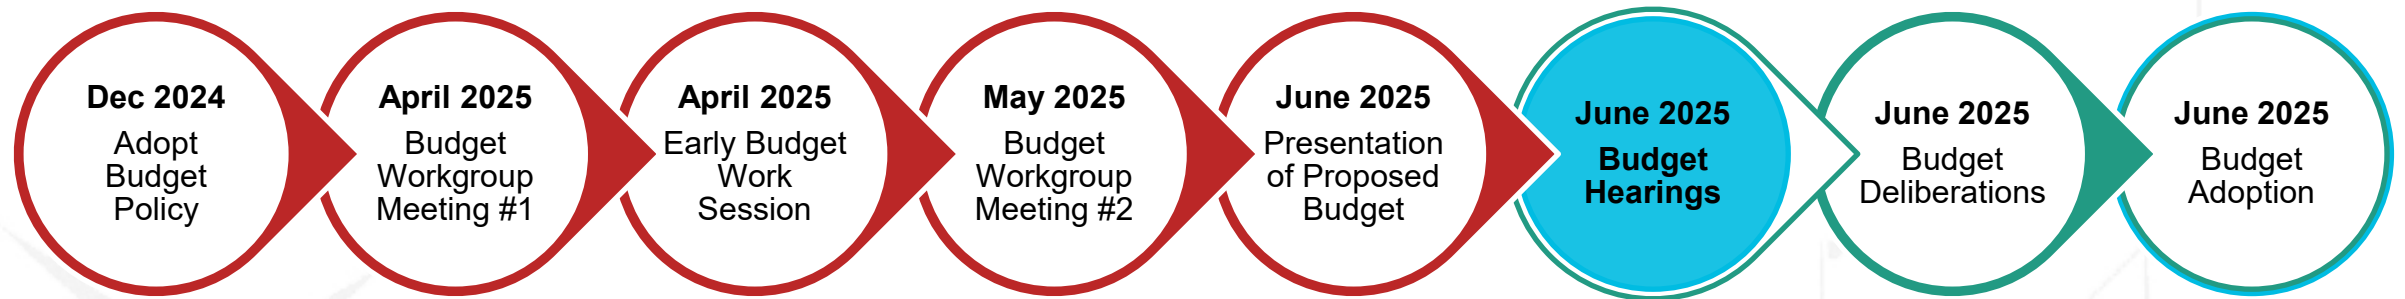 Dec 2024
Adopt
Budget
Policy
April 2025
Budget
Workgroup
Meeting #1
April 2025
Early Budget
Work
Session
May 2025
Budget
Workgroup
Meeting #2
June 2025
Presentation
of Proposed
Budget
June 2025
Budget
Hearings
June 2025
Budget
Deliberations
June 2025
Budget
Adoption